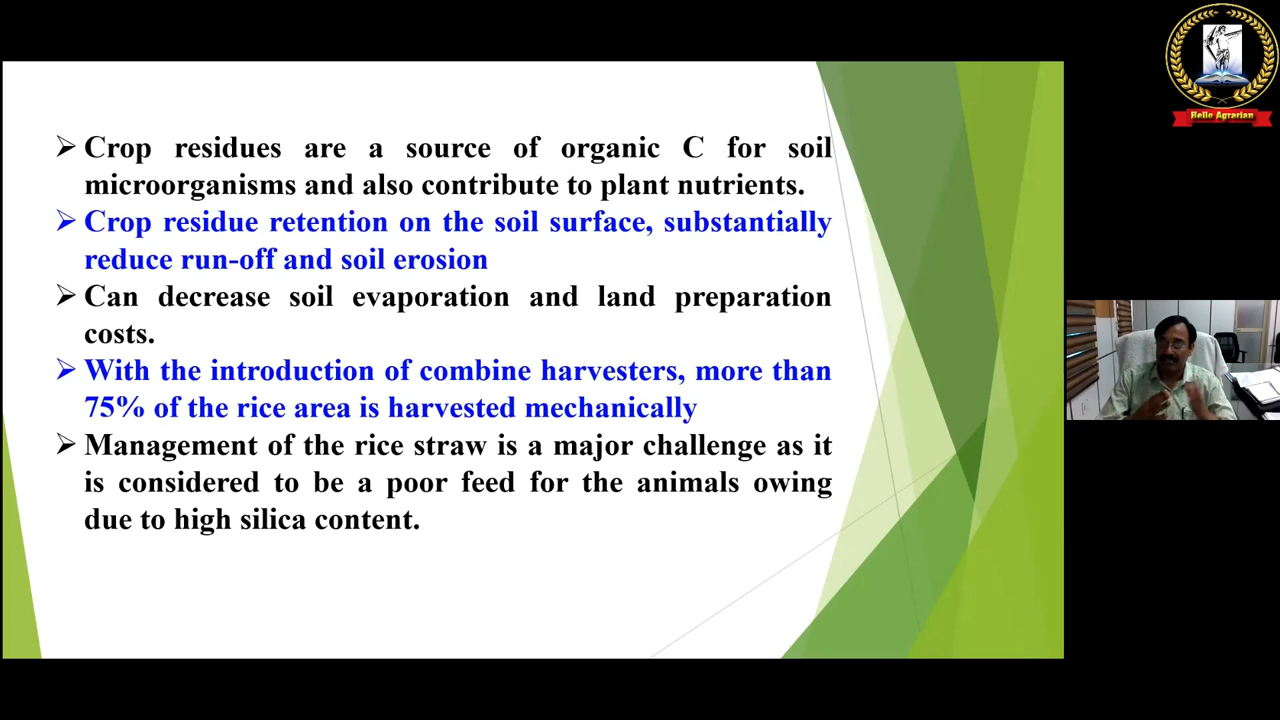 Crop residues are a source of organic C for soil
microorganisms and also contribute to plant nutrients.
Crop residue retention on the soil surface, substantially
reduce run-off and soil erosion
Can decrease soil evaporation and land preparation
costs.
With the introduction of combine harvesters, more than
75% of the rice area is harvested mechanically
Management of the rice straw is a major challenge as it
is considered to be a poor feed for the animals owing
due to high silica content.
Hello Agrarian